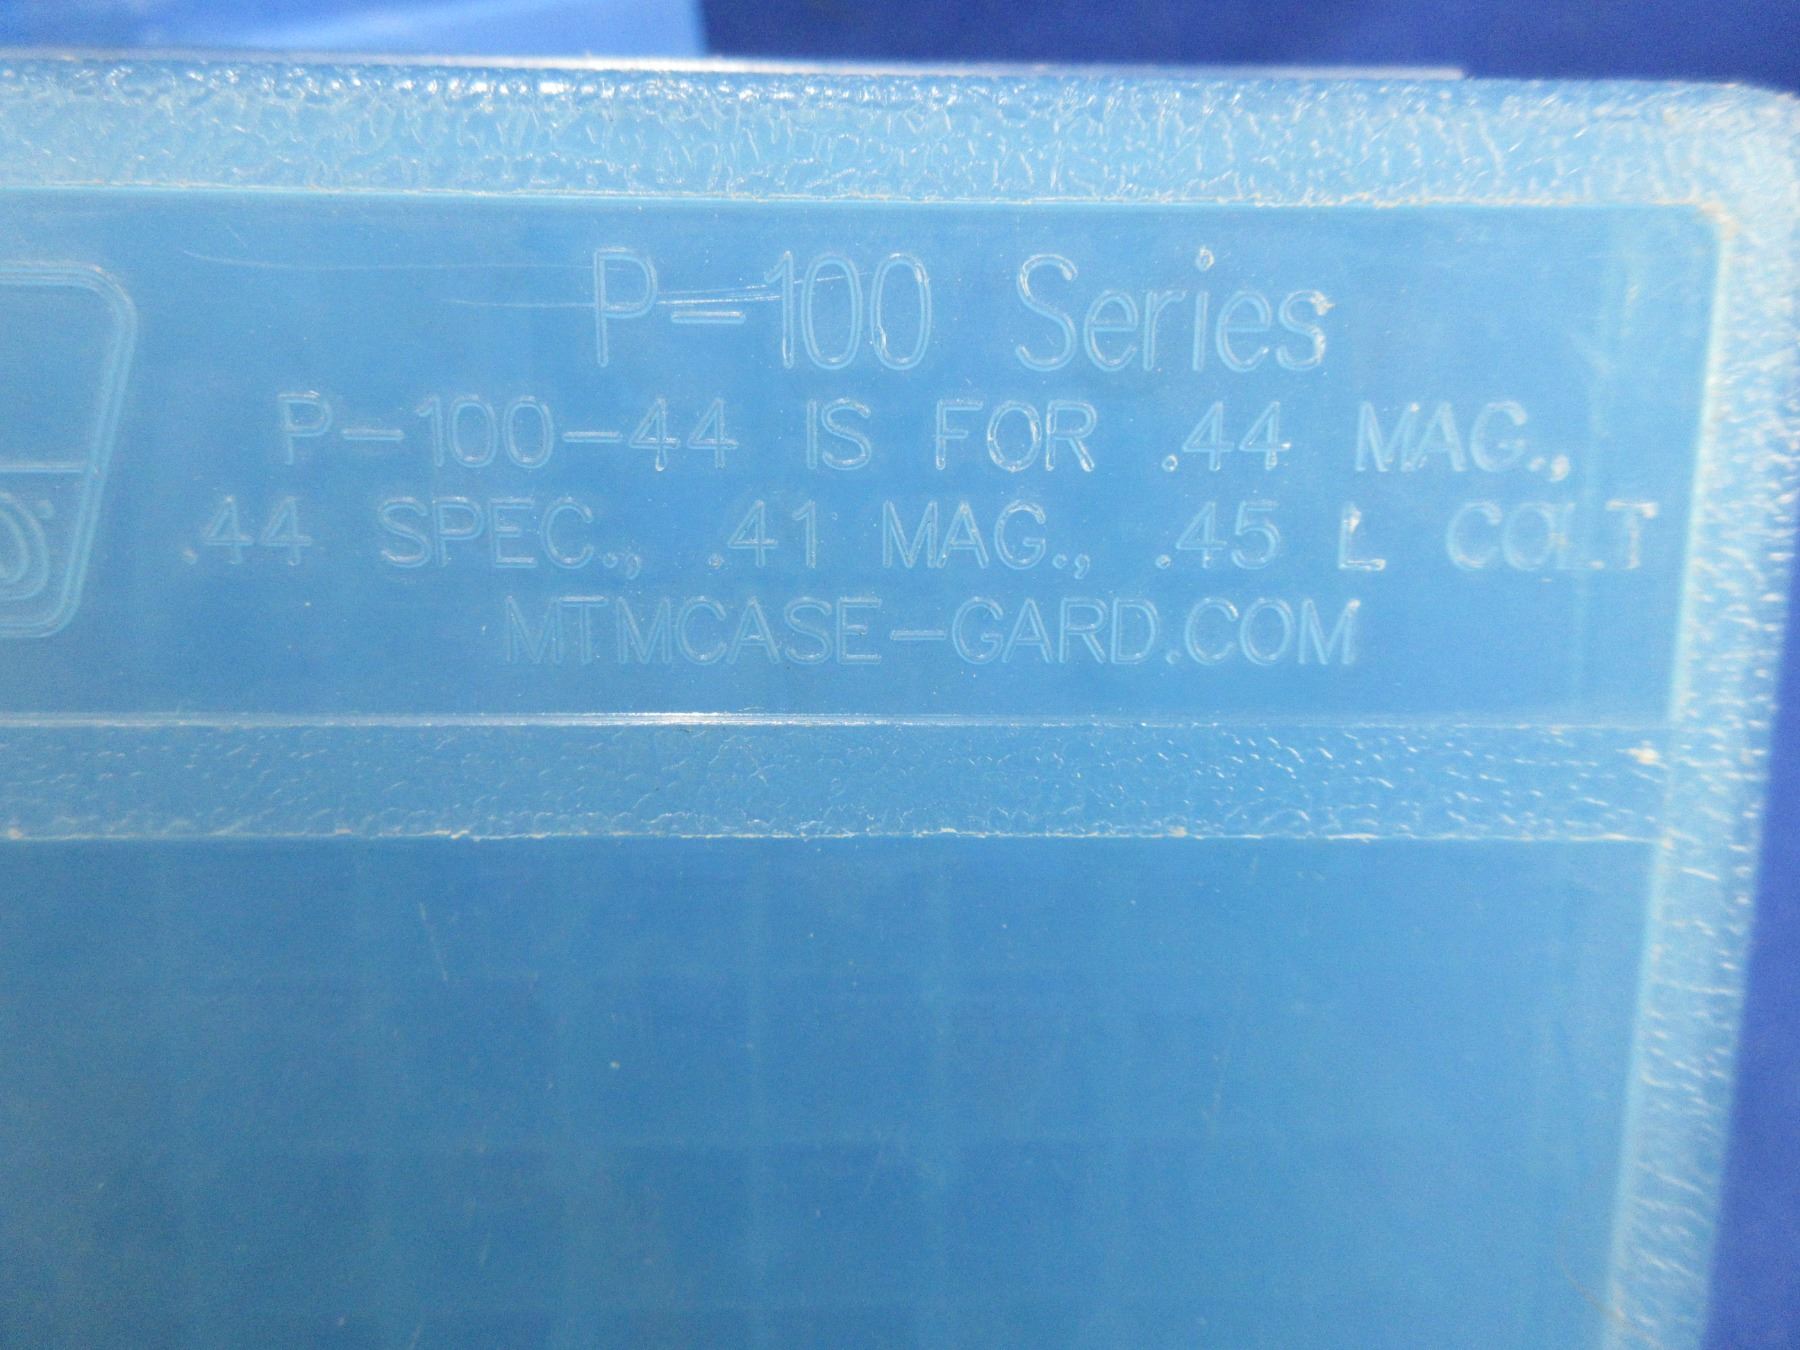 P-100 Series
P-100-44 IS FOR .44 MAG.,
.44 SPEC., .41 MAG., .45 L COLT
MTMCASE-GARD.COM